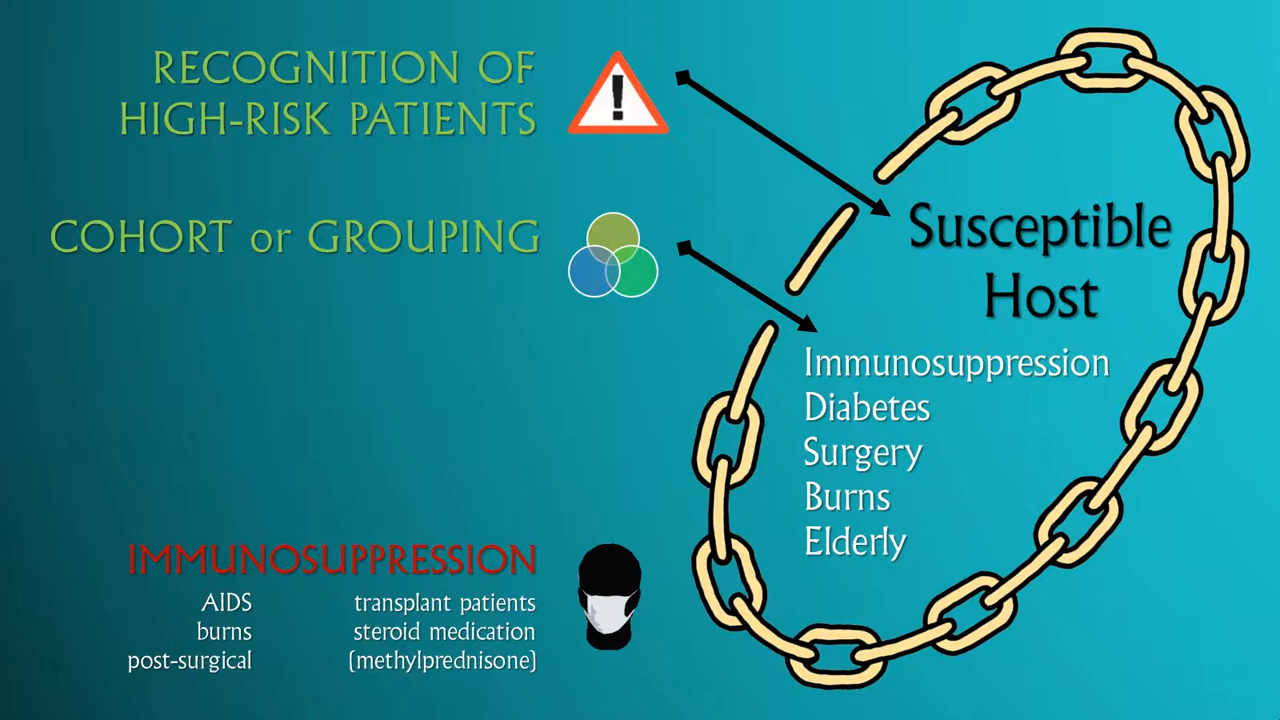 RECOGNITION OF
HIGH-RISK PATIENTS
COHORT or GROUPING
Susceptible
Host
Immunosuppression
Diabetes
Surgery
Burns
Elderly
IMMUNOSUPPRESSION
AIDS transplant patients
burns steroid medication
post-surgical (methylprednisone)